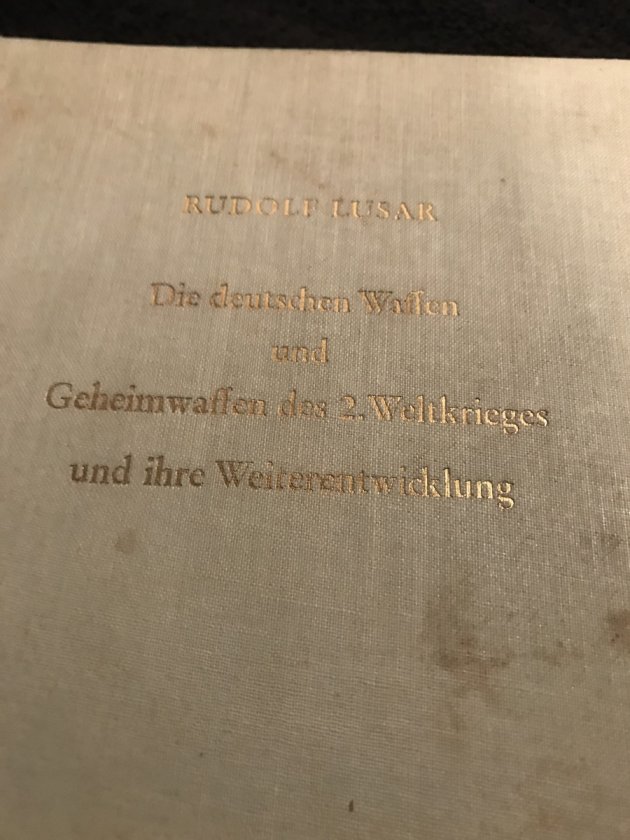 RUDOLF LUSAR
Die deutschen Waffen
und
Geheimwaffen des 2. Weltkrieges
und ihre Weiterentwicklung